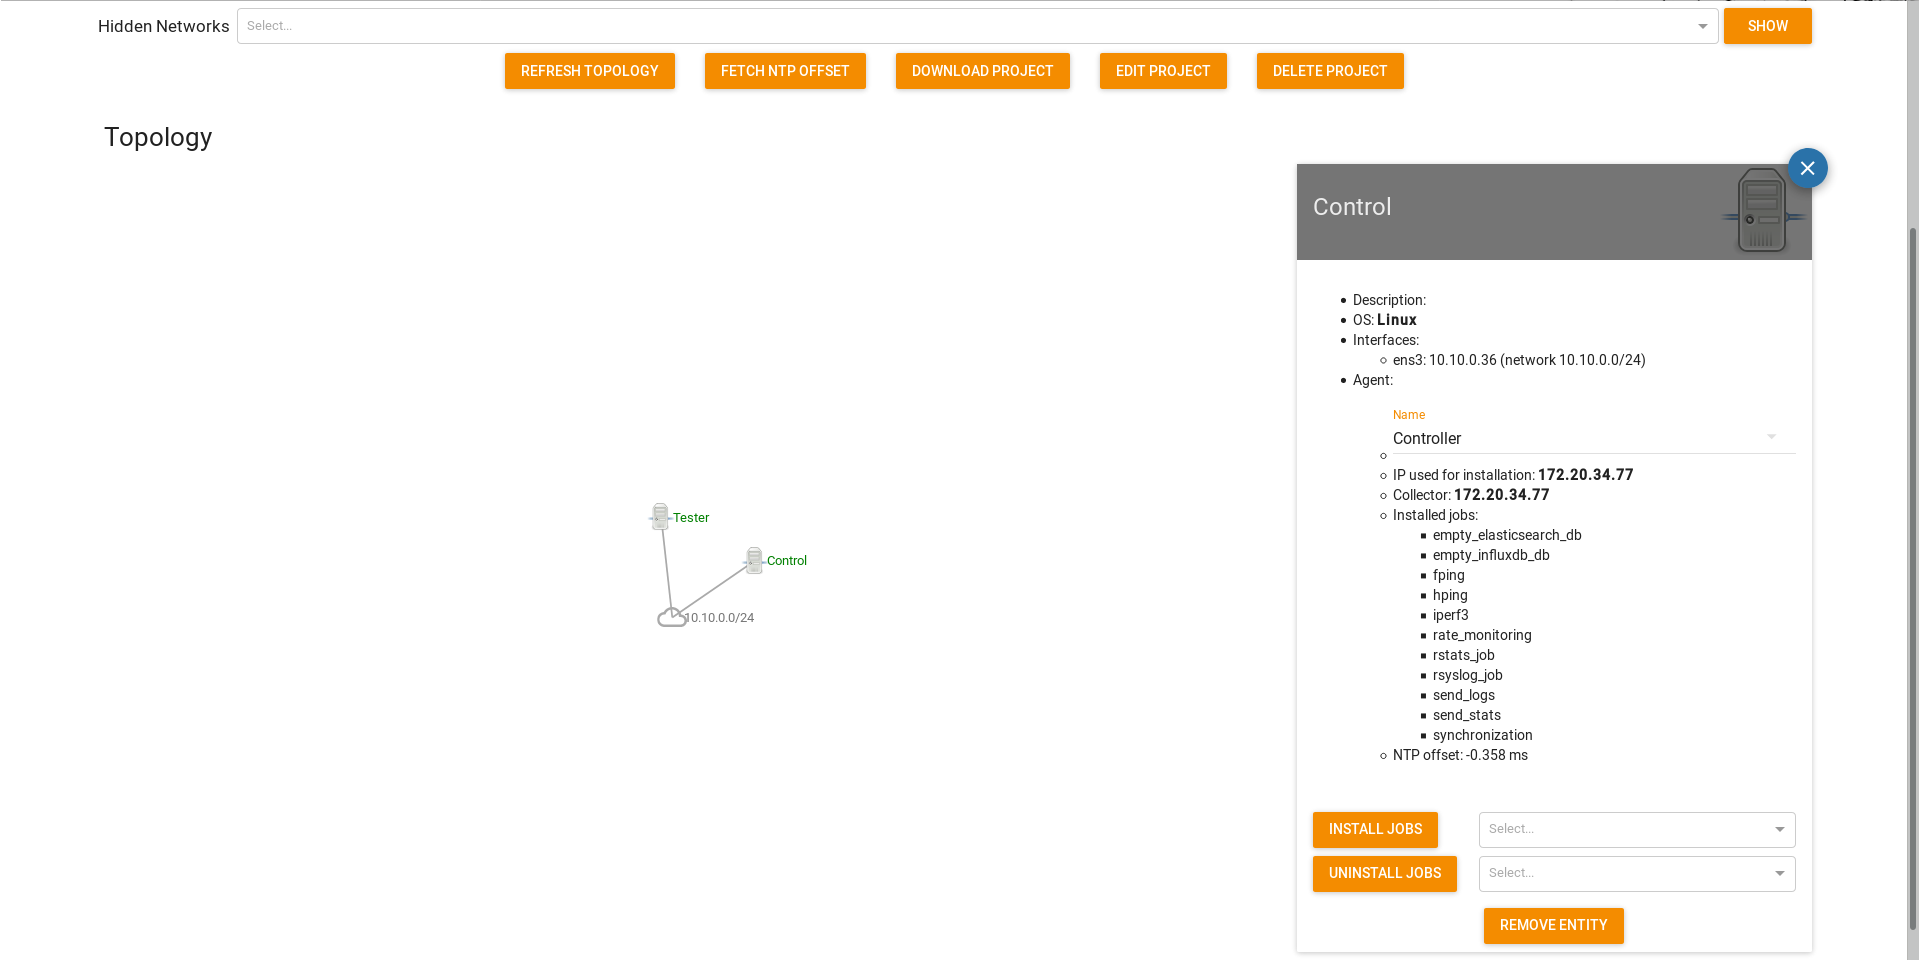 Hidden Networks Select... SHOW
REFRESH TOPOLOGY FETCH NTP OFFSET DOWNLOAD PROJECT EDIT PROJECT DELETE PROJECT
Topology
Tester
Control
10.10.0.0/24
Control
Description:
OS: Linux
Interfaces:
ens3: 10.10.0.36 (network 10.10.0.0/24)
Agent:
Name
Controller
IP used for installation: 172.20.34.77
Collector: 172.20.34.77
Installed jobs:
empty_elasticsearch_db
empty_influxdb_db
fping
hping
iperf3
rate_monitoring
rstats_job
rsyslog_job
send_logs
send_stats
synchronization
NTP offset: -0.358 ms
INSTALL JOBS Select...
UNINSTALL JOBS Select...
REMOVE ENTITY